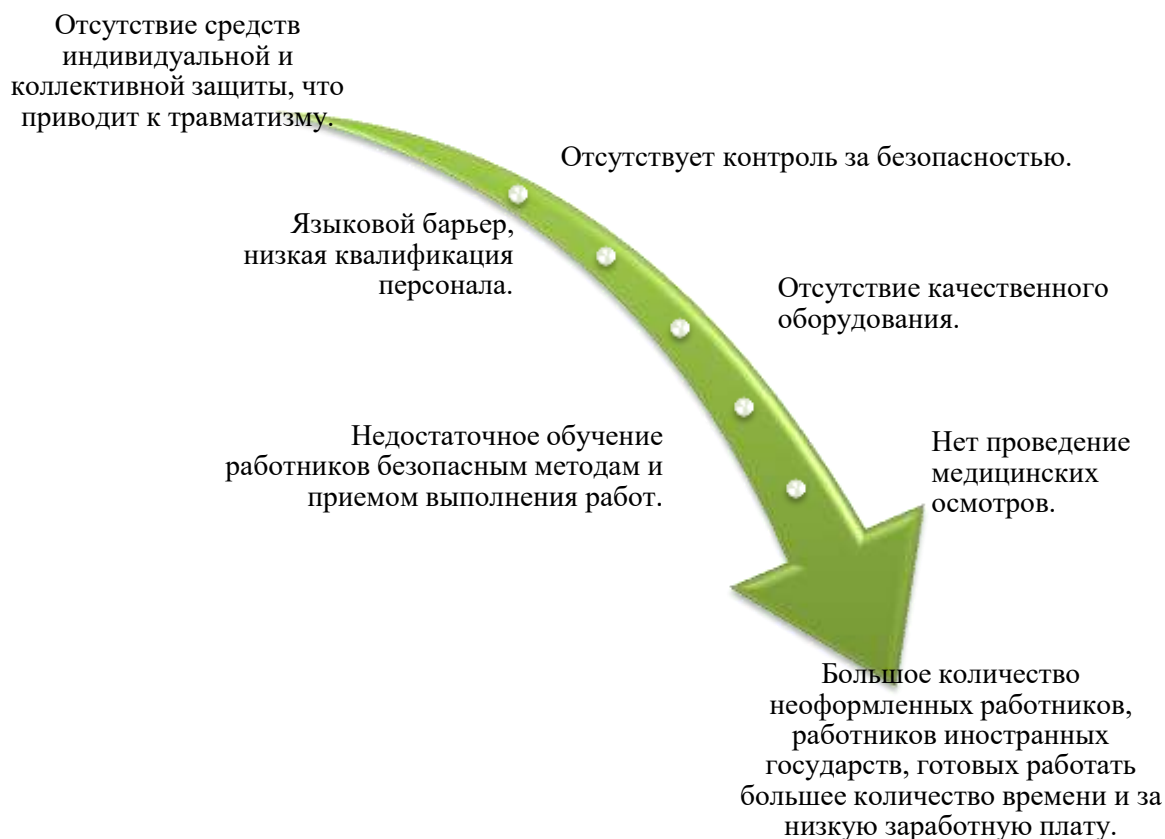 Отсутствие средств
индивидуальной и
коллективной защиты, что
приводит к травматизму.
Отсутствует контроль за безопасностью.
Языковой барьер,
низкая квалификация
персонала.
Отсутствие качественного
оборудования.
Недостаточное обучение
работников безопасным методам и
приемом выполнения работ.
Нет проведение
медицинских
осмотров.
Большое количество
неоформленных работников,
работников иностранных
государств, готовых работать
большее количество времени и за
низкую заработную плату.